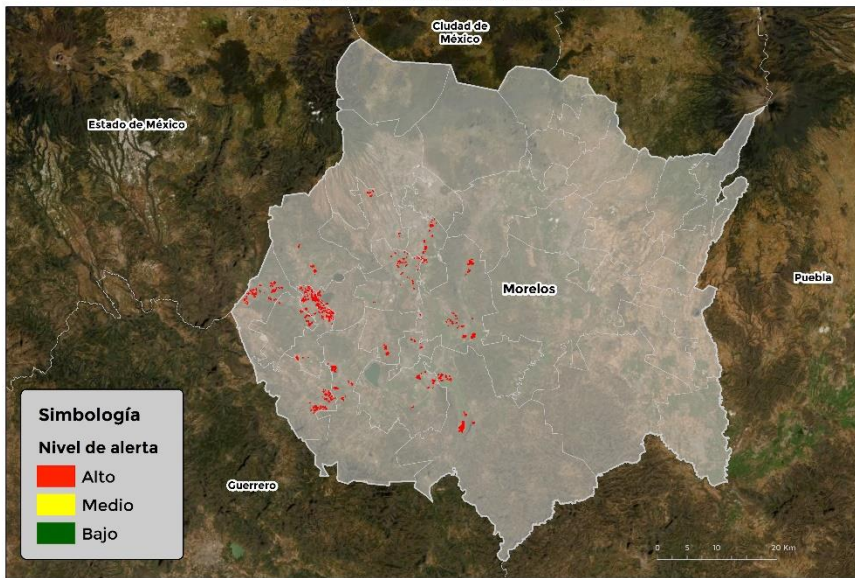 Ciudad de
México
Estado de México
Morelos
Puebla
Simbología
Nivel de alerta
Alto
Medio
Bajo
Guerrero
0 5 10 20 Km